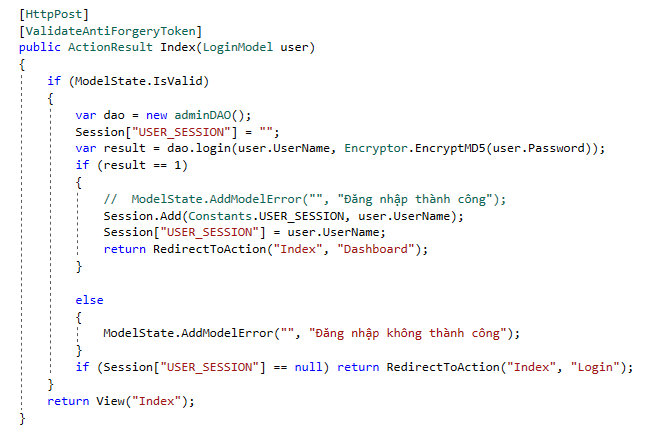 [HttpPost]
[ValidateAntiForgeryToken]
public ActionResult Index(LoginModel user)
{
if (ModelState.IsValid)
{
var dao = new adminDAO();
Session["USER_SESSION"] = "";
var result = dao.login(user.UserName, Encryptor.EncryptMD5(user.Password));
if (result == 1)
{
//  ModelState.AddModelError("", "Đăng nhập thành công");
Session.Add(Constants.USER_SESSION, user.UserName);
Session["USER_SESSION"] = user.UserName;
return RedirectToAction("Index", "Dashboard");
}
else
{
ModelState.AddModelError("", "Đăng nhập không thành công");
}
if (Session["USER_SESSION"] == null) return RedirectToAction("Index", "Login");
}
return View("Index");
}